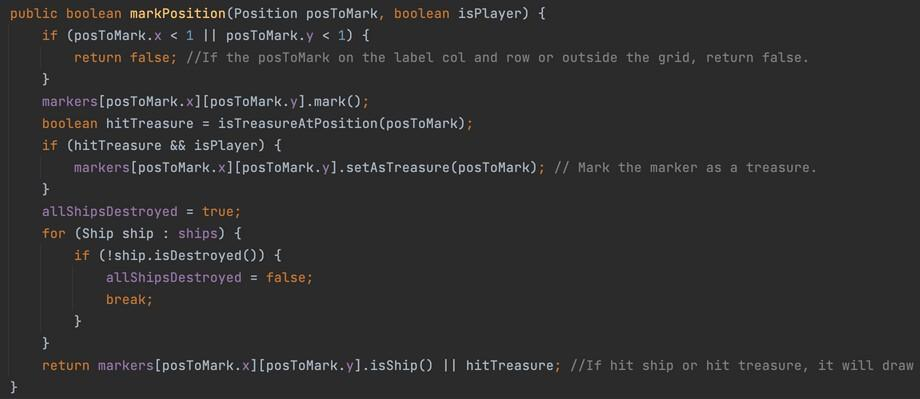 public boolean markPosition(Position posToMark, boolean isPlayer) {
    if (posToMark.x < 1 || posToMark.y < 1) {
        return false; //If the posToMark on the label col and row or outside the grid, return false.
    }
    markers[posToMark.x][posToMark.y].mark();
    boolean hitTreasure = isTreasureAtPosition(posToMark);
    if (hitTreasure && isPlayer) {
        markers[posToMark.x][posToMark.y].setAsTreasure(posToMark); // Mark the marker as a treasure.
    }
    allShipsDestroyed = true;
    for (Ship ship : ships) {
        if (!ship.isDestroyed()) {
            allShipsDestroyed = false;
            break;
        }
    }
    return markers[posToMark.x][posToMark.y].isShip() || hitTreasure; //If hit ship or hit treasure, it will draw
}